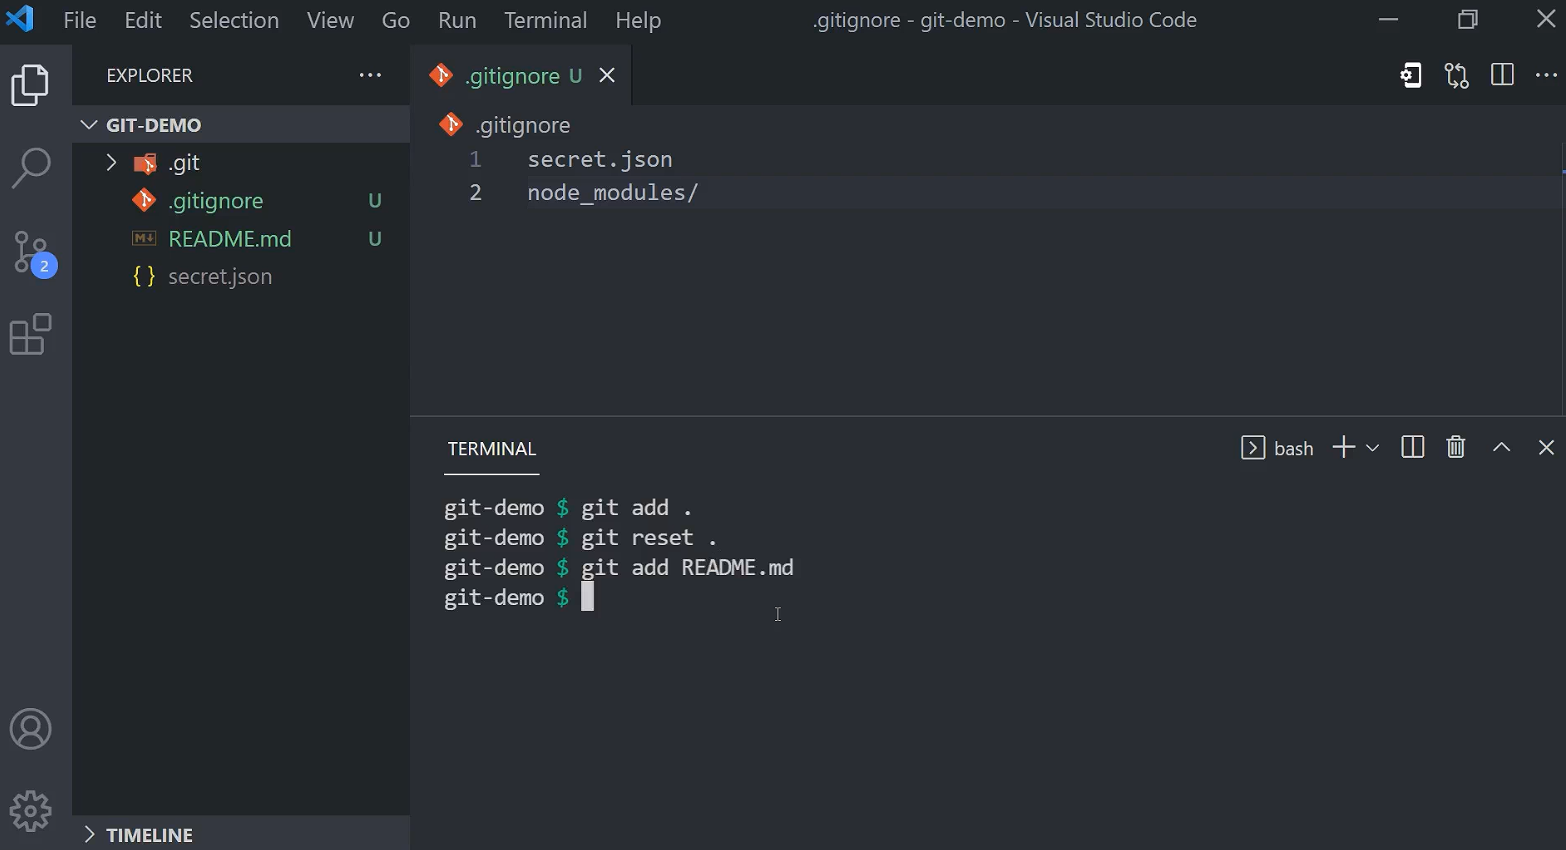 File Edit Selection View Go Run Terminal Help .gitignore - git-demo - Visual Studio Code
EXPLORER
GIT-DEMO
.git
.gitignore U
README.md U
{ } secret.json
2
TIMELINE
.gitignore U
.gitignore
1 secret.json
2 node_modules/
TERMINAL
bash
git-demo $ git add .
git-demo $ git reset .
git-demo $ git add README.md
git-demo $